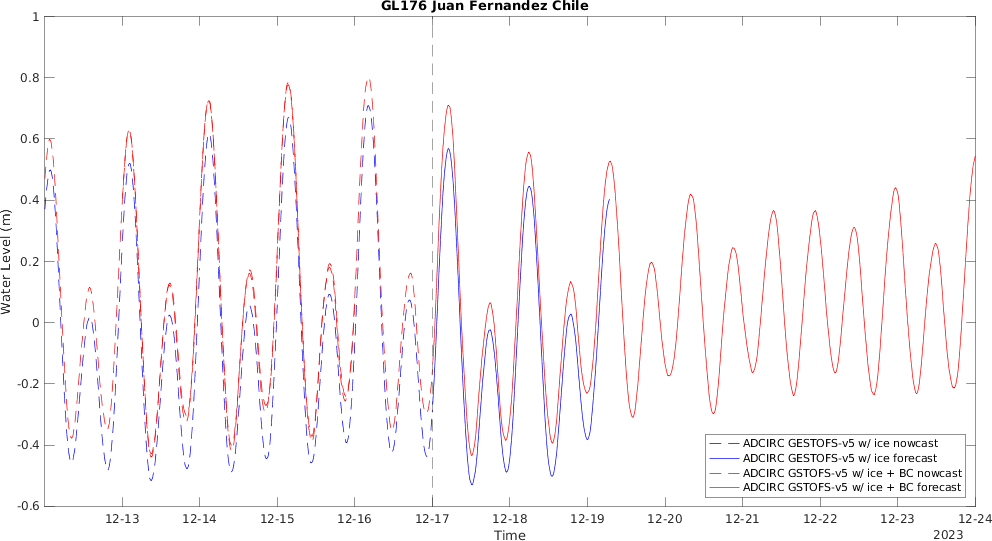 GL176 Juan Fernandez Chile
1
0.8
0.6
0.4
0.2
0
-0.2
-0.4
-0.6
Water Level (m)
12-13 12-14 12-15 12-16 12-17 12-18 12-19 12-20 12-21 12-22 12-23 12-24
Time
2023
ADCIRC GESTOFS-v5 w/ ice nowcast
ADCIRC GESTOFS-v5 w/ ice forecast
ADCIRC GSTOFS-v5 w/ ice + BC nowcast
ADCIRC GSTOFS-v5 w/ ice + BC forecast